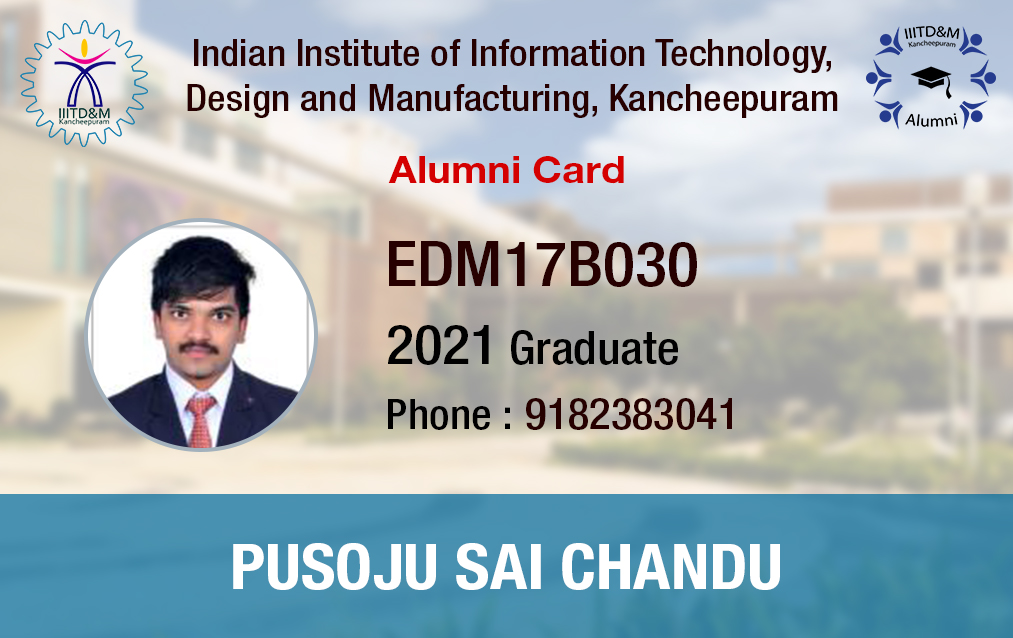 IIITD&M
Kancheepuram
Indian Institute of Information Technology,
Design and Manufacturing, Kancheepuram
IIITD&M
Kancheepuram
Alumni
Alumni Card
EDM17B030
2021 Graduate
Phone : 9182383041
PUSOJU SAI CHANDU